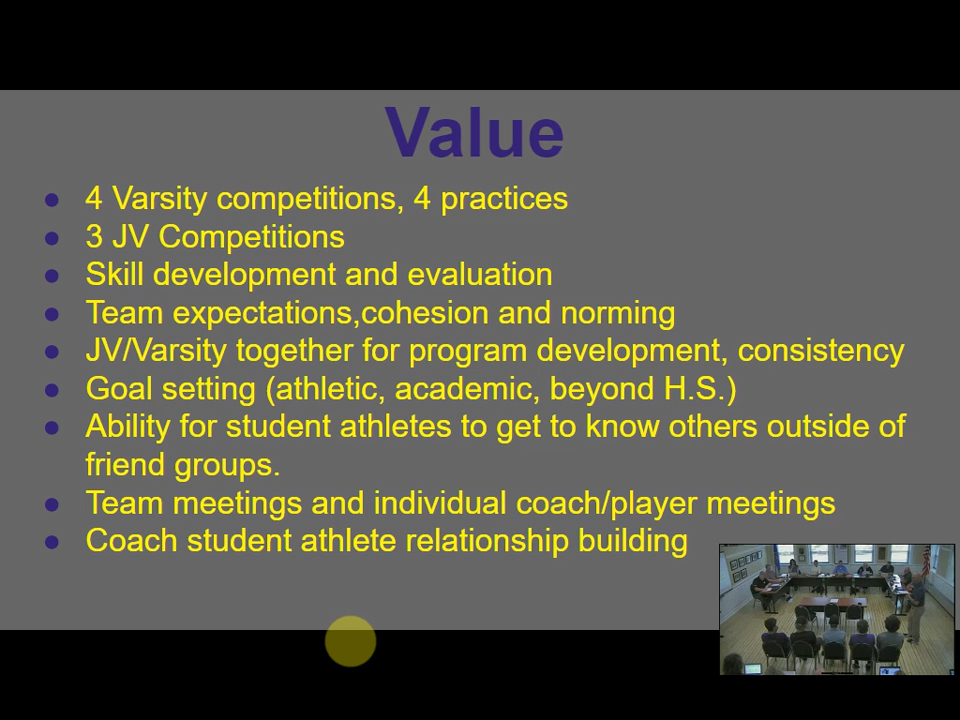 Value
● 4 Varsity competitions, 4 practices
● 3 JV Competitions
● Skill development and evaluation
● Team expectations,cohesion and norming
● JV/Varsity together for program development, consistency
● Goal setting (athletic, academic, beyond H.S.)
● Ability for student athletes to get to know others outside of
friend groups.
● Team meetings and individual coach/player meetings
● Coach student athlete relationship building